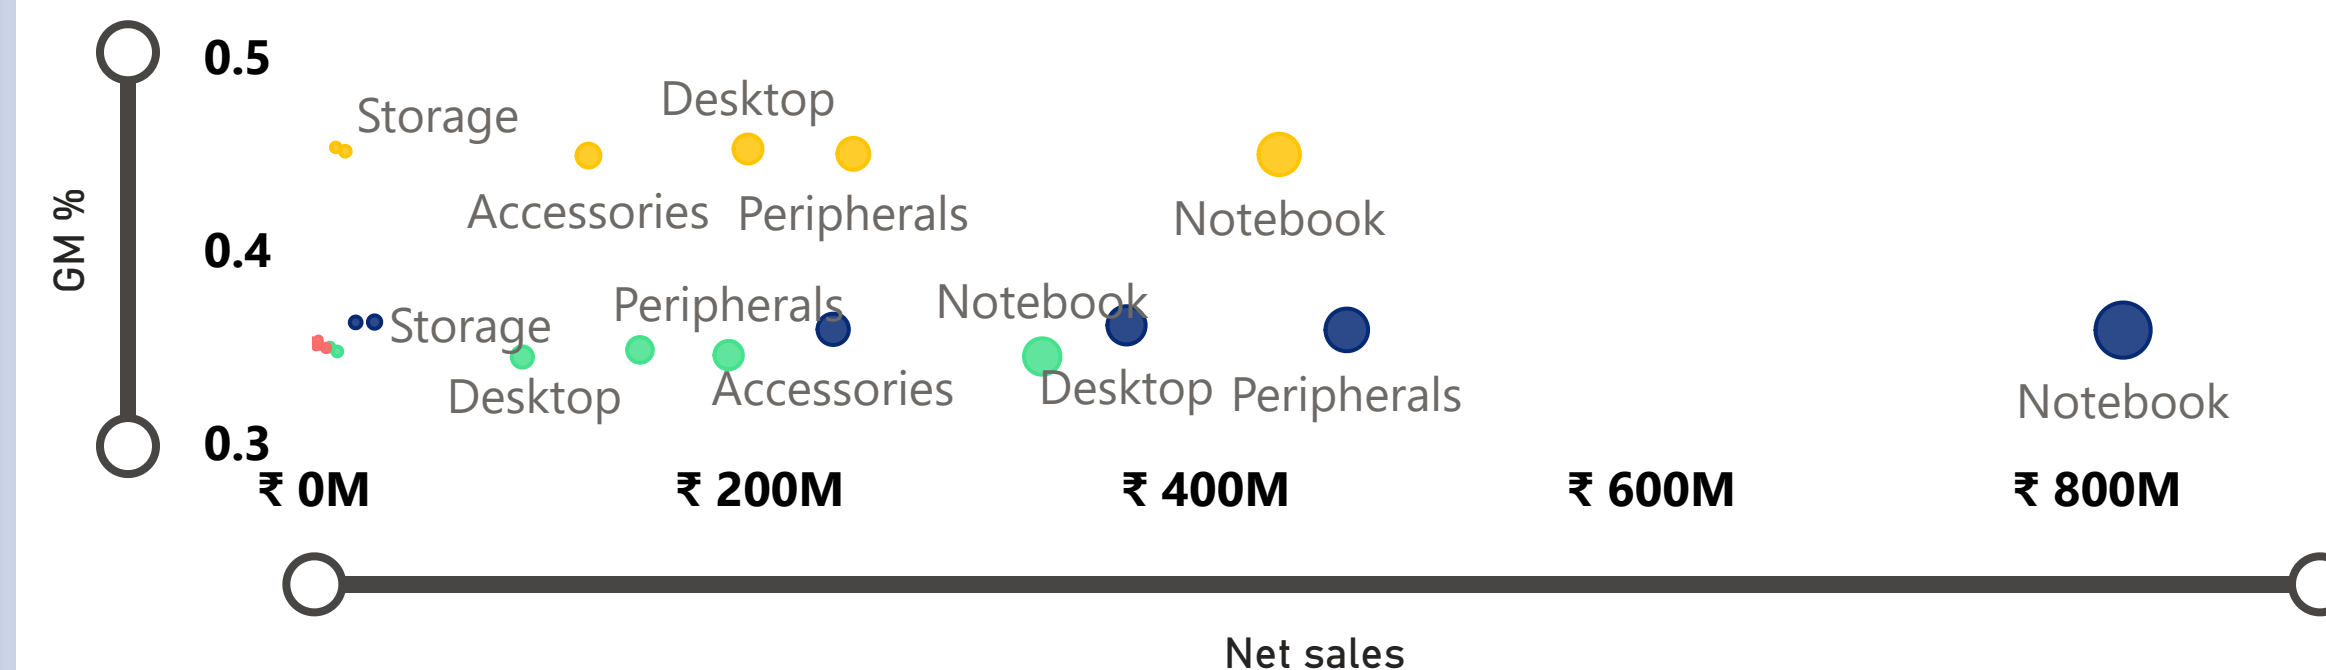 0.5
Desktop
Storage
Accessories
Peripherals
Notebook
GM %
0.4
Peripherals
Notebook
Storage
Desktop
Accessories
Desktop
Peripherals
Notebook
0.3
₹ 0M
₹ 200M
₹ 400M
₹ 600M
₹ 800M
Net sales